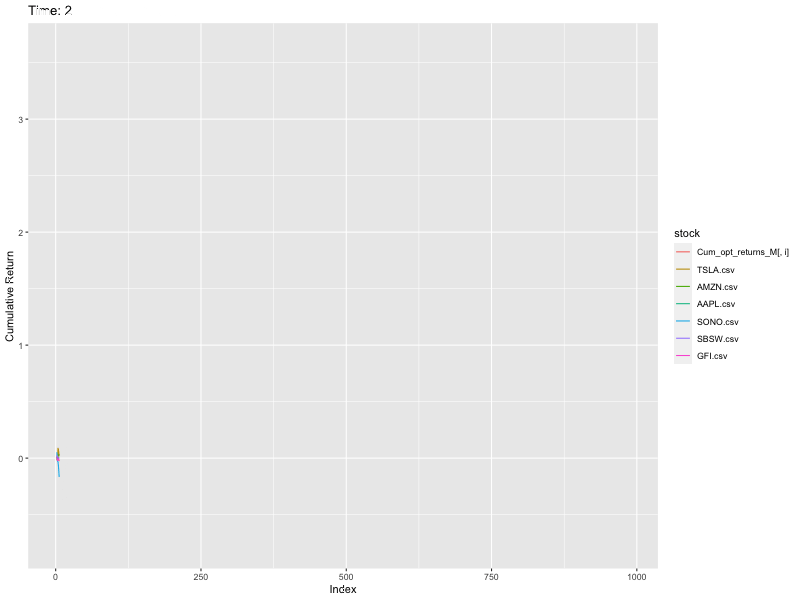 Time: 2
3
2
1
0
Cumulative Return
0 250 500 750 1000
Index
stock
Cum_opt_returns_M[, i]
TSLA.csv
AMZN.csv
AAPL.csv
SONO.csv
SBSW.csv
GFI.csv